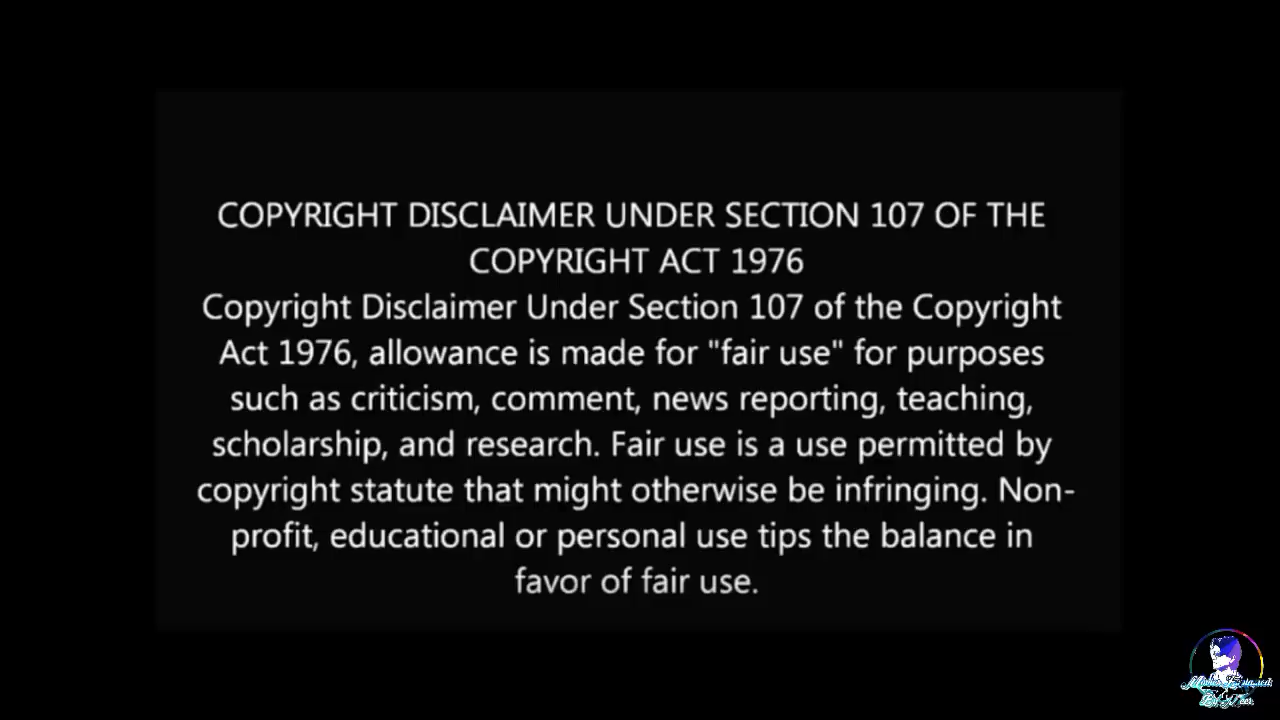 COPYRIGHT DISCLAIMER UNDER SECTION 107 OF THE
COPYRIGHT ACT 1976
Copyright Disclaimer Under Section 107 of the Copyright
Act 1976, allowance is made for "fair use" for purposes
such as criticism, comment, news reporting, teaching,
scholarship, and research. Fair use is a use permitted by
copyright statute that might otherwise be infringing. Non-
profit, educational or personal use tips the balance in
favor of fair use.